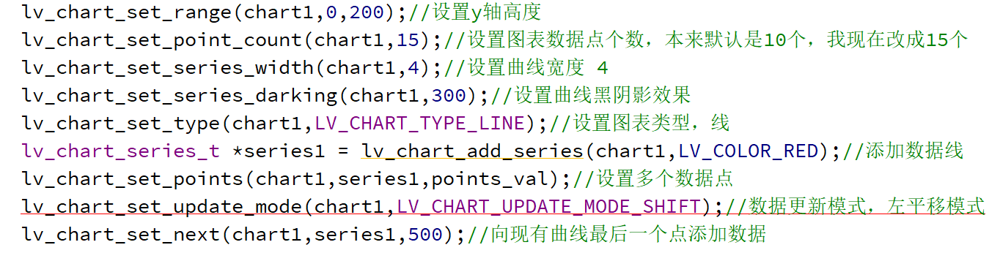 lv_chart_set_range(chart1,0,200);//设置y轴高度
lv_chart_set_point_count(chart1,15);//设置图表数据点个数，本来默认是10个，我现在改成15个
lv_chart_set_series_width(chart1,4);//设置曲线宽度 4
lv_chart_set_series_darking(chart1,300);//设置曲线黑阴影效果
lv_chart_set_type(chart1,LV_CHART_TYPE_LINE);//设置图表类型，线
lv_chart_series_t *series1 = lv_chart_add_series(chart1,LV_COLOR_RED);//添加数据线
lv_chart_set_points(chart1,series1,points_val);//设置多个数据点
lv_chart_set_update_mode(chart1,LV_CHART_UPDATE_MODE_SHIFT);//数据更新模式，左平移模式
lv_chart_set_next(chart1,series1,500);//向现有曲线最后一个点添加数据